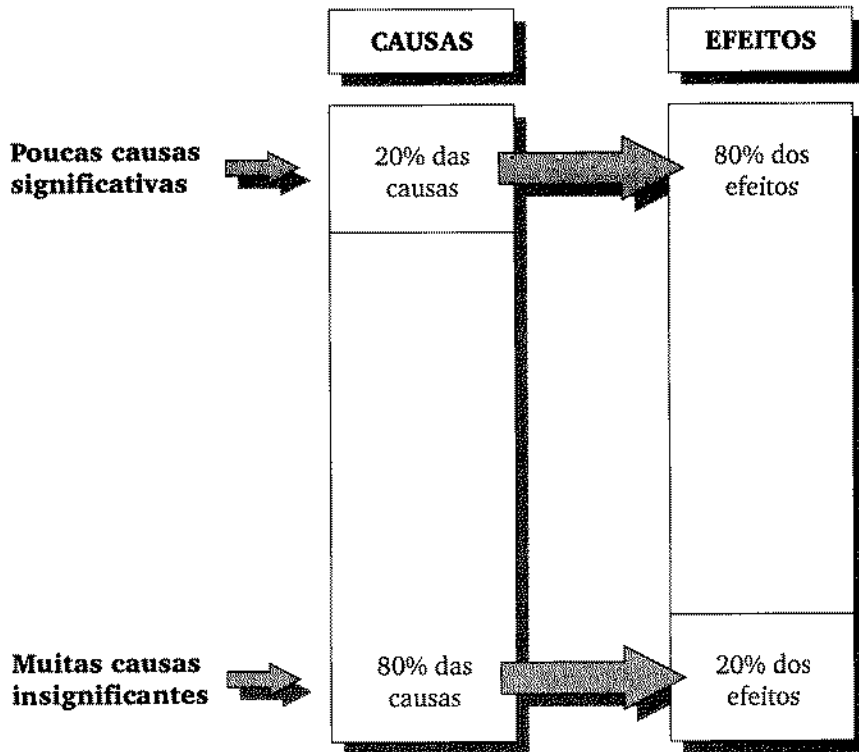 CAUSAS
EFEITOS
Poucas causas
significativas
20% das
causas
80% dos
efeitos
Muitas causas
insignificantes
80% das
causas
20% dos
efeitos